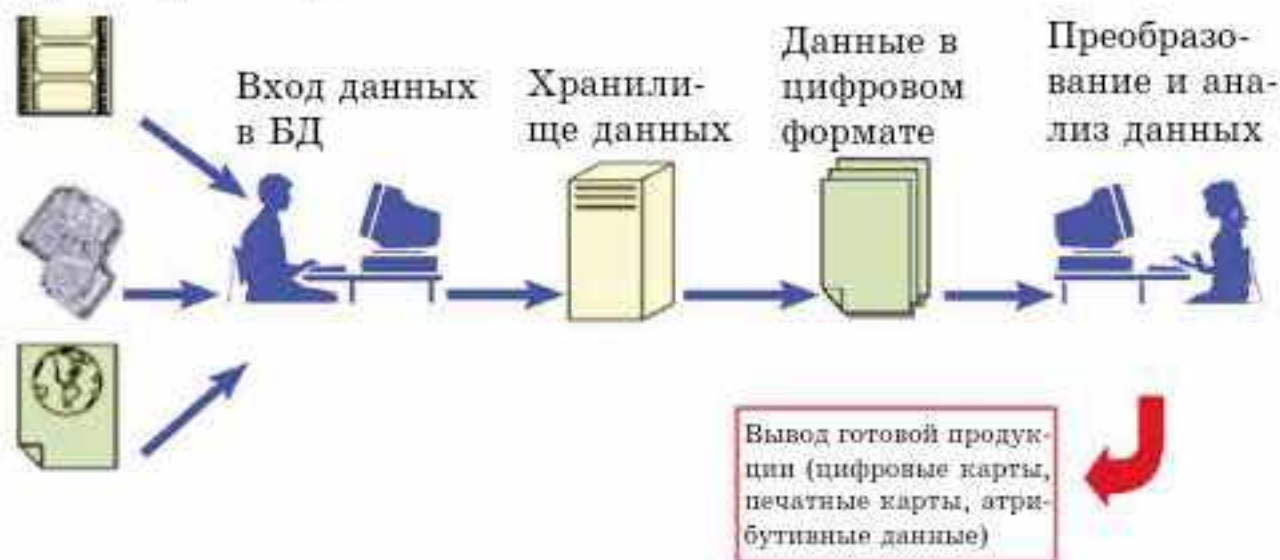 Вход данных
в БД
Хранили-
ще данных
Данные в
цифровом
формате
Преобразо-
вание и ана-
лиз данных
Вывод готовой продук-
ции (цифровые карты,
печатные карты, атри-
бутивные данные)